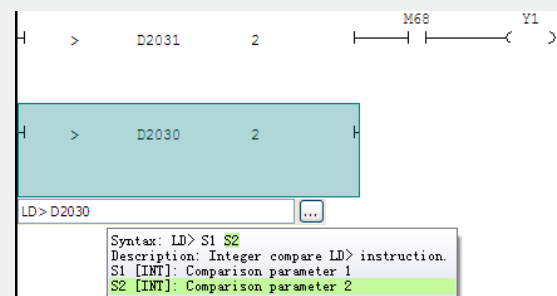 M68 Y1
> D2031 2
> D2030 2
LD> D2030 ...
Syntax: LD> S1 S2
Description: Integer compare LD> instruction.
S1 [INT]: Comparison parameter 1
S2 [INT]: Comparison parameter 2